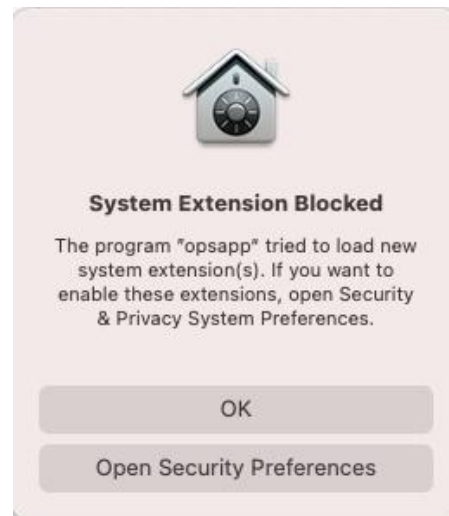 System Extension Blocked
The program "opsapp" tried to load new
system extension(s). If you want to
enable these extensions, open Security
& Privacy System Preferences.
OK
Open Security Preferences